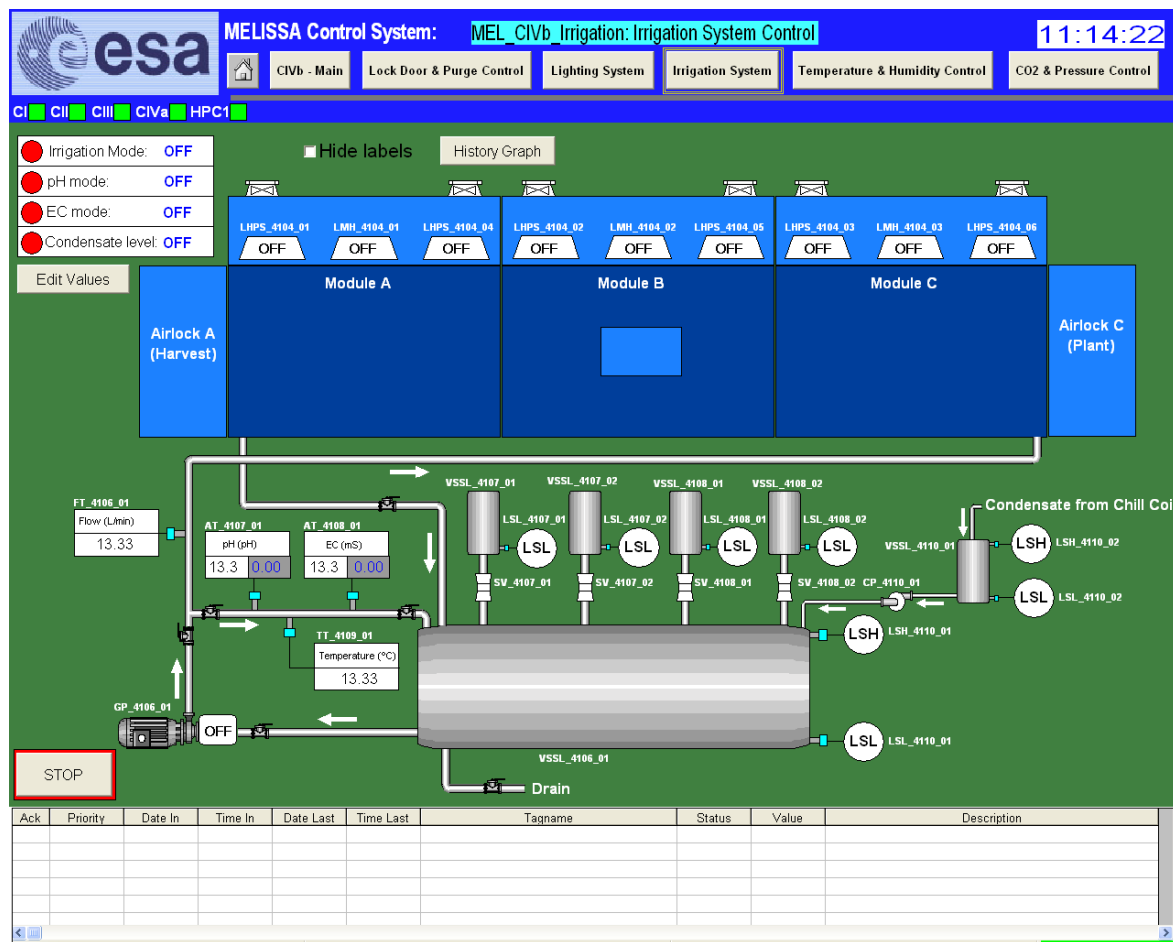 esa
MELISSA Control System: MEL_CIVb_Irrigation: Irrigation System Control 11:14:22
CIVb - Main Lock Door & Purge Control Lighting System Irrigation System Temperature & Humidity Control CO2 & Pressure Control
CI CII CIII CIVa HPC1
Irrigation Mode: OFF
pH mode: OFF
EC mode: OFF
Condensate level: OFF
Hide labels History Graph
Edit Values
LHPS_4104_01 LMH_4104_01 LHPS_4104_04 LHPS_4104_02 LMH_4104_02 LHPS_4104_05 LHPS_4104_03 LMH_4104_03 LHPS_4104_06
OFF OFF OFF OFF OFF OFF OFF OFF OFF
Module A Module B Module C
Airlock A
(Harvest)
Airlock C
(Plant)
VSSL_4107_01 VSSL_4107_02 VSSL_4108_01 VSSL_4108_02
FT_4106_01
Flow (L/min)
13.33
AT_4107_01
pH (pH)
13.3 0.00
AT_4108_01
EC (mS)
13.3 0.00
LSL_4107_01 LSL_4107_02 LSL_4108_01 LSL_4108_02
LSL LSL LSL LSL
SV_4107_01 SV_4107_02 SV_4108_01 SV_4108_02
Condensate from Chill Coi
VSSL_4110_01 LSH LSH_4110_02
CP_4110_01 LSL LSL_4110_02
LSH LSH_4110_01
TT_4109_01
Temperature (°C)
13.33
GP_4106_01
OFF
LSL LSL_4110_01
VSSL_4106_01
STOP
Drain
Ack Priority Date In Time In Date Last Time Last Tagname Status Value Description